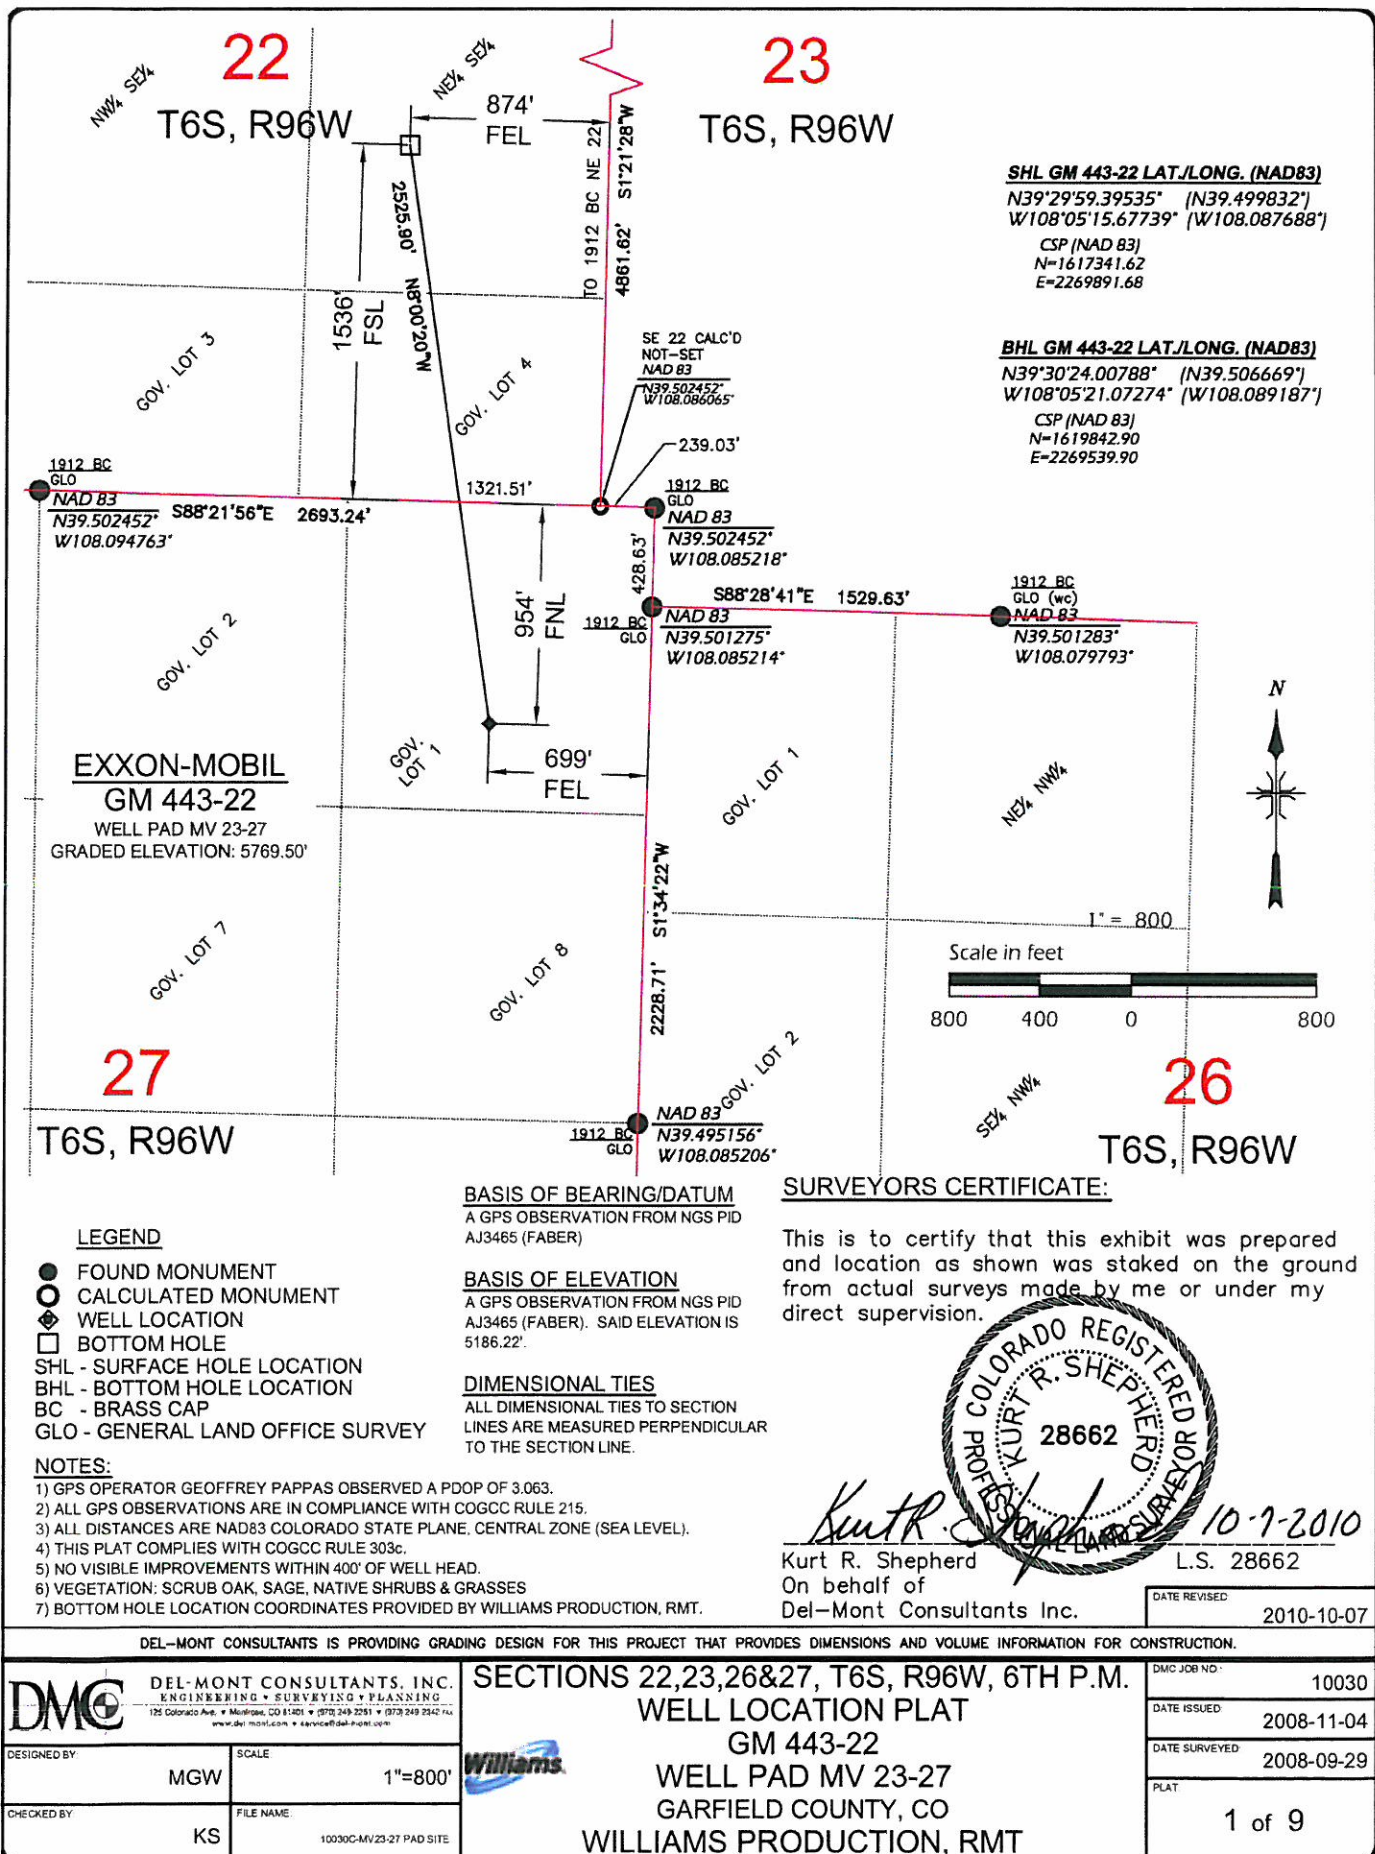 22
23
T6S, R96W
T6S, R96W
NW¼ SE¼
NE¼ SE¼
874'
FEL
TO 1912 BC NE 22
4861.62' S1°21'28"W
SHL GM 443-22 LAT./LONG. (NAD83)
N39°29'59.39535" (N39.499832°)
W108°05'15.67739" (W108.087688°)
CSP (NAD 83)
N=1617341.62
E=2269891.68
2525.90' N8°00'20"W
1536'
FSL
BHL GM 443-22 LAT./LONG. (NAD83)
N39°30'24.00788" (N39.506669°)
W108°05'21.07274" (W108.089187°)
CSP (NAD 83)
N=1619842.90
E=2269539.90
GOV. LOT 3
GOV. LOT 4
SE 22 CALC'D
NOT-SET
NAD 83
N39.502452°
W108.086065°
239.03'
1912 BC
GLO
NAD 83
N39.502452°
W108.094763°
S88°21'56"E 2693.24'
1321.51'
1912 BC
GLO
NAD 83
N39.502452°
W108.085218°
428.63'
S88°28'41"E 1529.63'
1912 BC
GLO (wc)
NAD 83
N39.501283°
W108.079793°
1912 BC
GLO
NAD 83
N39.501275°
W108.085214°
954'
FNL
GOV. LOT 2
GOV.
LOT 1
699'
FEL
EXXON-MOBIL
GM 443-22
WELL PAD MV 23-27
GRADED ELEVATION: 5769.50'
GOV. LOT 1
NE¼ NW¼
N
2228.71' S1°34'22"W
GOV. LOT 7
GOV. LOT 8
1" = 800
Scale in feet
800 400 0 800
27
T6S, R96W
GOV. LOT 2
SE¼ NW¼
26
T6S, R96W
1912 BC
GLO
NAD 83
N39.495156°
W108.085206°
LEGEND
FOUND MONUMENT
CALCULATED MONUMENT
WELL LOCATION
BOTTOM HOLE
SHL - SURFACE HOLE LOCATION
BHL - BOTTOM HOLE LOCATION
BC - BRASS CAP
GLO - GENERAL LAND OFFICE SURVEY
BASIS OF BEARING/DATUM
A GPS OBSERVATION FROM NGS PID
AJ3465 (FABER)
BASIS OF ELEVATION
A GPS OBSERVATION FROM NGS PID
AJ3465 (FABER). SAID ELEVATION IS
5186.22'.
DIMENSIONAL TIES
ALL DIMENSIONAL TIES TO SECTION
LINES ARE MEASURED PERPENDICULAR
TO THE SECTION LINE.
SURVEYORS CERTIFICATE:
This is to certify that this exhibit was prepared
and location as shown was staked on the ground
from actual surveys made by me or under my
direct supervision.
COLORADO REGISTERED
KURT R. SHEPHERD
28662
PROFESSIONAL LAND SURVEYOR
Kurt R. Shepherd 10-7-2010
Kurt R. Shepherd L.S. 28662
On behalf of
Del-Mont Consultants Inc.
NOTES:
1) GPS OPERATOR GEOFFREY PAPPAS OBSERVED A PDOP OF 3.063.
2) ALL GPS OBSERVATIONS ARE IN COMPLIANCE WITH COGCC RULE 215.
3) ALL DISTANCES ARE NAD83 COLORADO STATE PLANE, CENTRAL ZONE (SEA LEVEL).
4) THIS PLAT COMPLIES WITH COGCC RULE 303c.
5) NO VISIBLE IMPROVEMENTS WITHIN 400' OF WELL HEAD.
6) VEGETATION: SCRUB OAK, SAGE, NATIVE SHRUBS & GRASSES
7) BOTTOM HOLE LOCATION COORDINATES PROVIDED BY WILLIAMS PRODUCTION, RMT.
DATE REVISED:
2010-10-07
DEL-MONT CONSULTANTS IS PROVIDING GRADING DESIGN FOR THIS PROJECT THAT PROVIDES DIMENSIONS AND VOLUME INFORMATION FOR CONSTRUCTION.
DMC
DEL-MONT CONSULTANTS, INC.
ENGINEERING ▾ SURVEYING ▾ PLANNING
125 Colorado Ave. ▾ Montrose, CO 81401 ▾ (970) 249-2251 ▾ (970) 249-2342 FAX
www.del-mont.com ▾ service@del-mont.com
DESIGNED BY:
MGW
SCALE
1"=800'
CHECKED BY
KS
FILE NAME:
10030C-MV23-27 PAD SITE
Williams
SECTIONS 22,23,26&27, T6S, R96W, 6TH P.M.
WELL LOCATION PLAT
GM 443-22
WELL PAD MV 23-27
GARFIELD COUNTY, CO
WILLIAMS PRODUCTION, RMT
DMC JOB NO.:
10030
DATE ISSUED:
2008-11-04
DATE SURVEYED:
2008-09-29
PLAT
1 of 9